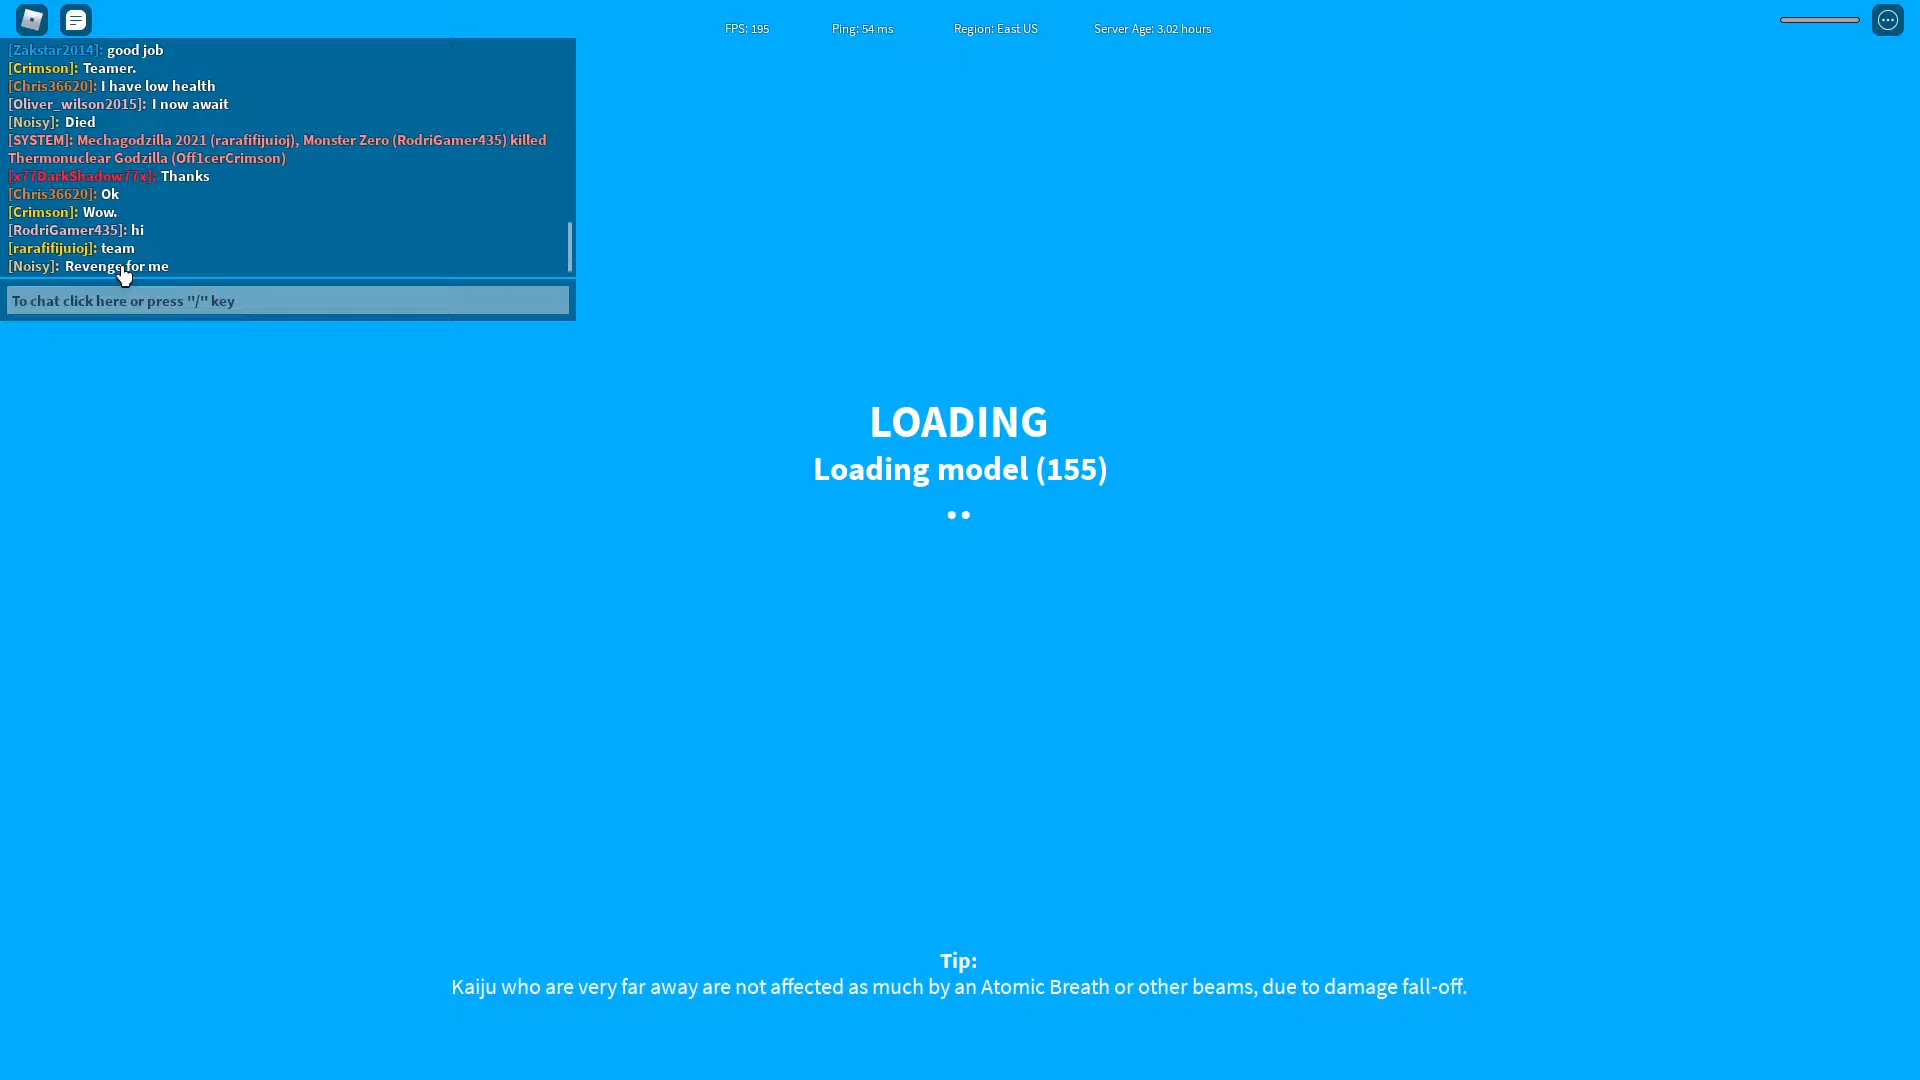 FPS: 195
Ping: 54 ms
Region: East US
Server Age: 3.02 hours
[Zakstar2014]: good job
[Crimson]: Teamer.
[Chris36620]: I have low health
[Oliver_wilson2015]: I now await
[Noisy]: Died
[SYSTEM]: Mechagodzilla 2021 (rarafifijuioj), Monster Zero (RodriGamer435) killed
Thermonuclear Godzilla (Off1cerCrimson)
[x77DarkShadow77x]: Thanks
[Chris36620]: Ok
[Crimson]: Wow.
[RodriGamer435]: hi
[rarafifijuioj]: team
[Noisy]: Revenge for me
To chat click here or press "/" key
LOADING
Loading model (155)
Tip:
Kaiju who are very far away are not affected as much by an Atomic Breath or other beams, due to damage fall-off.